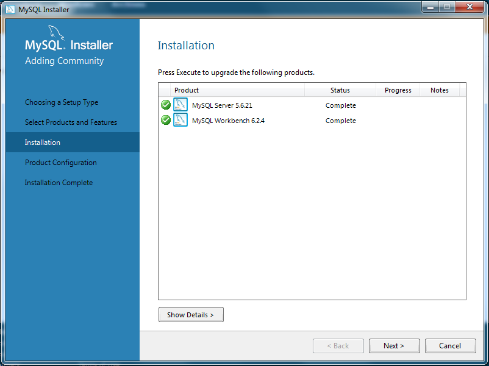 MySQL Installer
MySQL. Installer
Adding Community
Choosing a Setup Type
Select Products and Features
Installation
Product Configuration
Installation Complete
Installation
Press Execute to upgrade the following products.
Product Status Progress Notes
MySQL Server 5.6.21 Complete
MySQL Workbench 6.2.4 Complete
Show Details >
< Back Next > Cancel